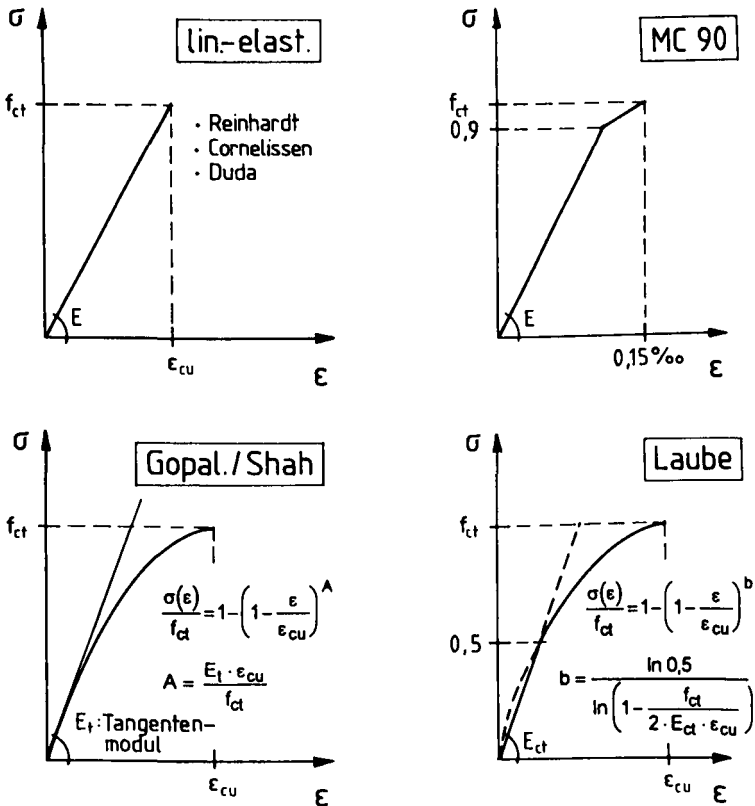 σ
lin.-elast.
f_ct
· Reinhardt
· Cornelissen
· Duda
E
ε_cu
ε
σ
MC 90
f_ct
0,9
E
0,15‰
ε
σ
Gopal./Shah
f_ct
σ(ε)/f_ct = 1-(1-ε/ε_cu)^A
A = E_t · ε_cu / f_ct
E_t: Tangenten-
modul
ε_cu
ε
σ
Laube
f_ct
σ(ε)/f_ct = 1-(1-ε/ε_cu)^b
0,5
b = ln 0,5 / ln(1- f_ct / (2 · E_ct · ε_cu))
E_ct
ε_cu
ε